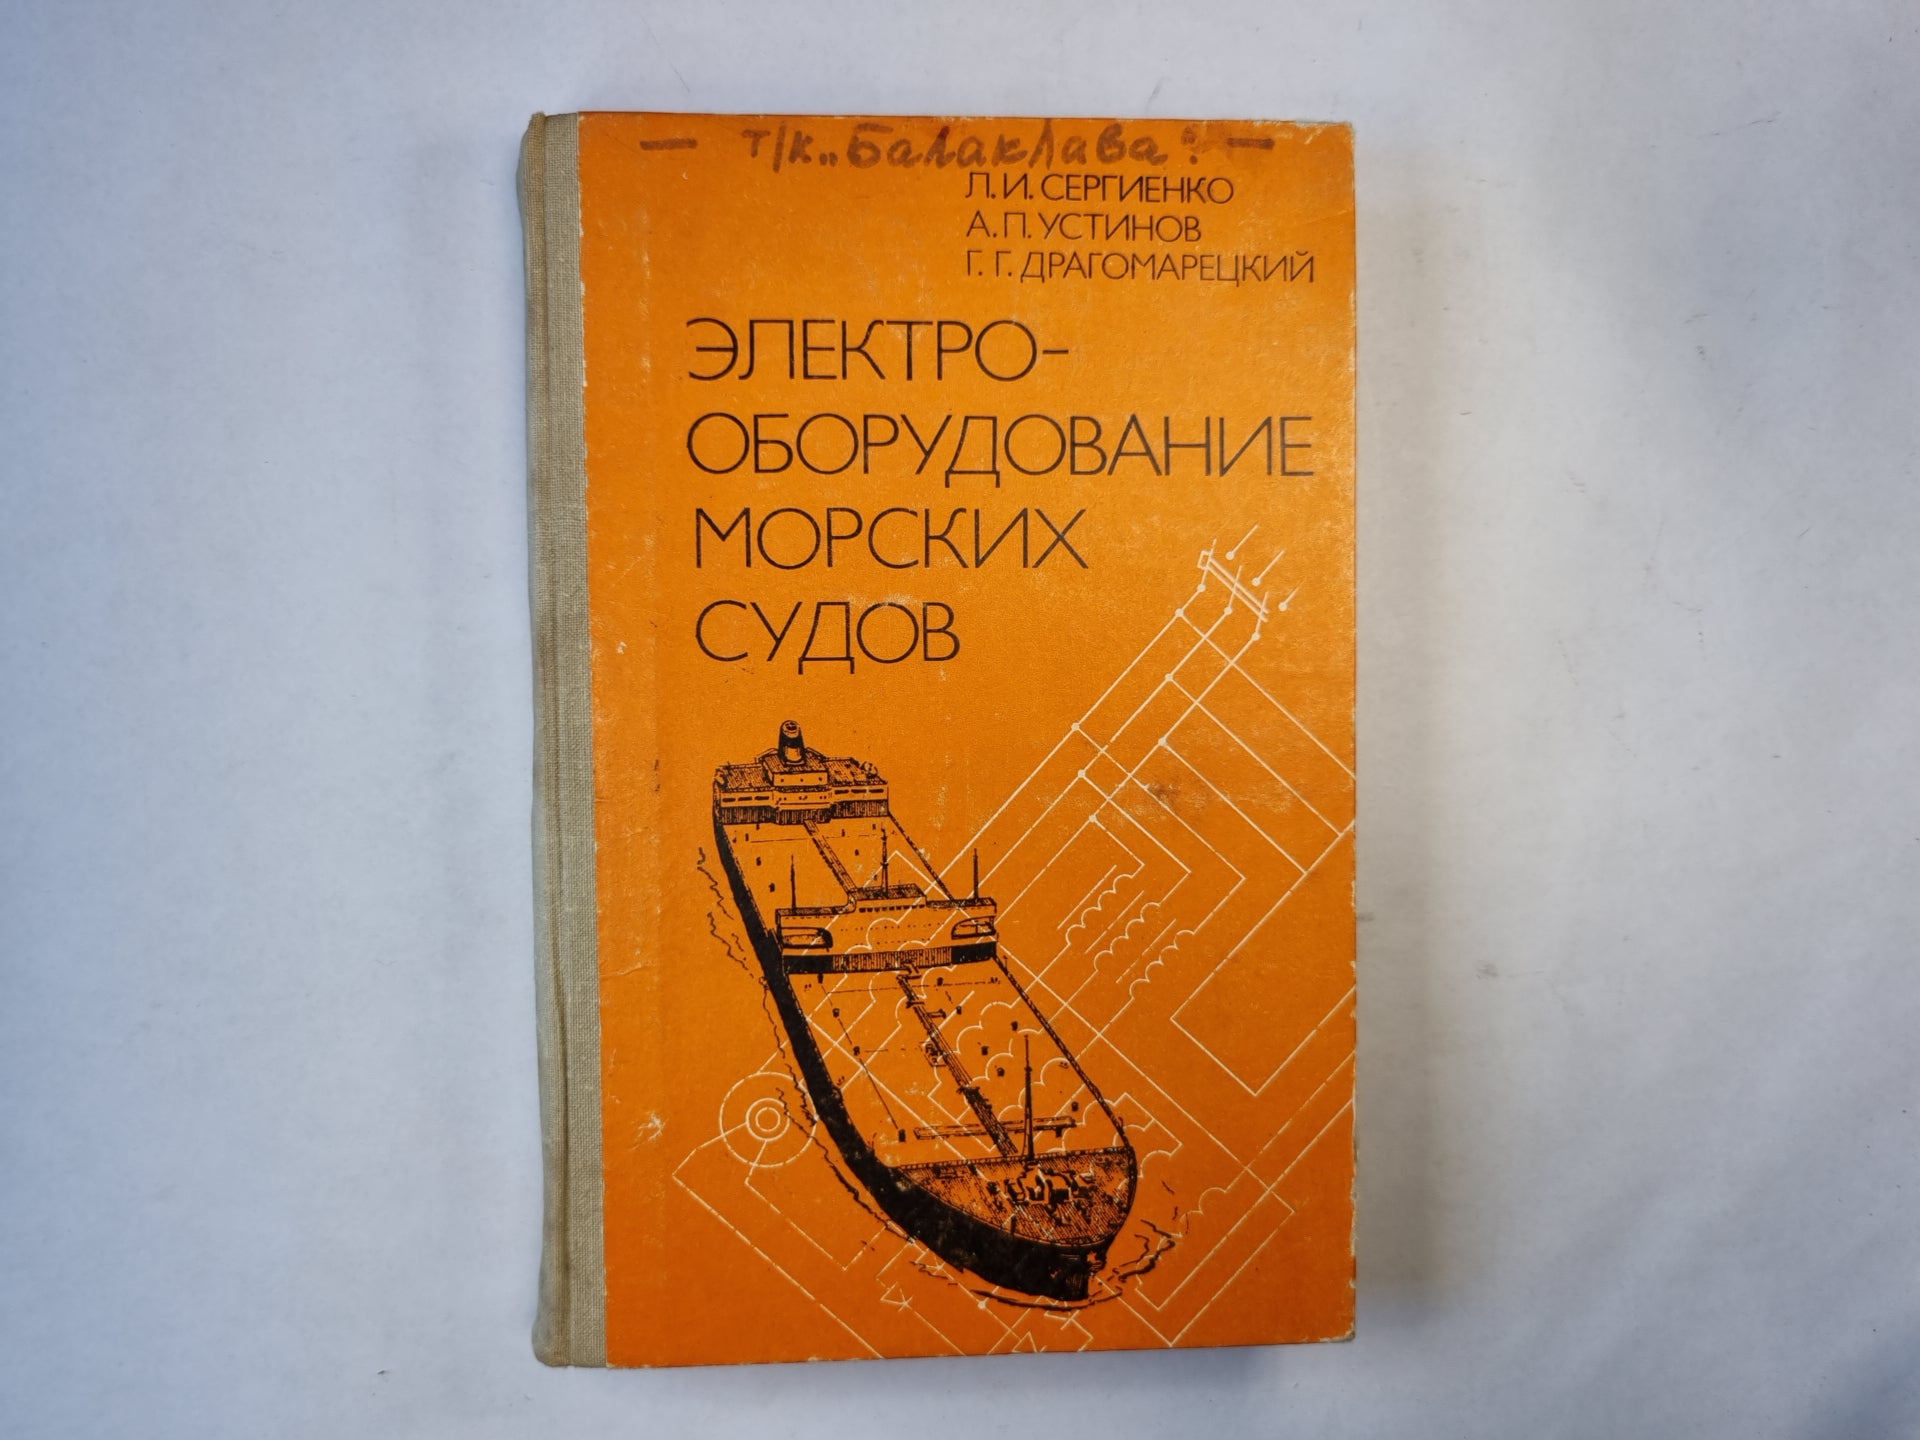 — т/к „Балаклава“ —
Л. И. СЕРГИЕНКО
А. П. УСТИНОВ
Г. Г. ДРАГОМАРЕЦКИЙ
ЭЛЕКТРО-
ОБОРУДОВАНИЕ
МОРСКИХ
СУДОВ